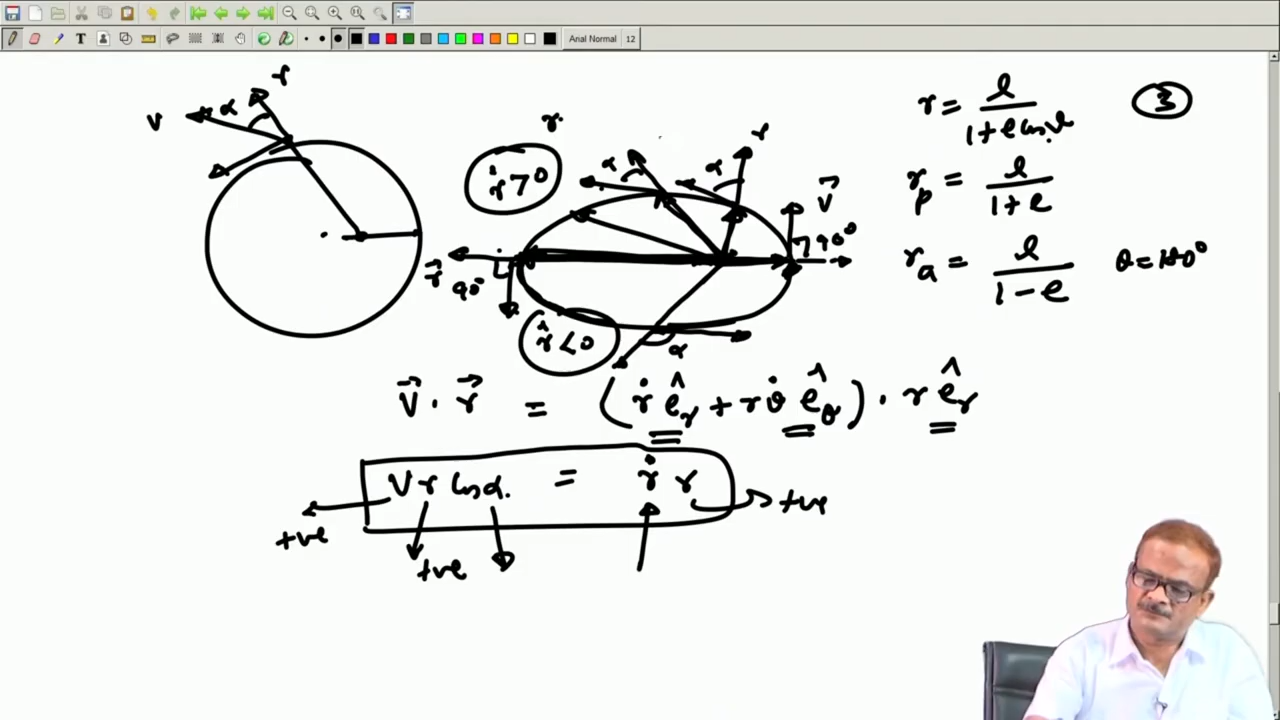 Arial Normal 12
r
α
v
r.
ṙ > 0
α
α
r
V⃗
90°
r⃗
90°
ṙ < 0
α
r = l / 1 + e cos θ
3
r_p = l / 1 + e
r_a = l / 1 - e θ = 180°
V⃗ · r⃗ = (ṙ ê_r + r θ̇ ê_θ) · r ê_r
V r cos α. = ṙ r
+ve
+ve
+ve